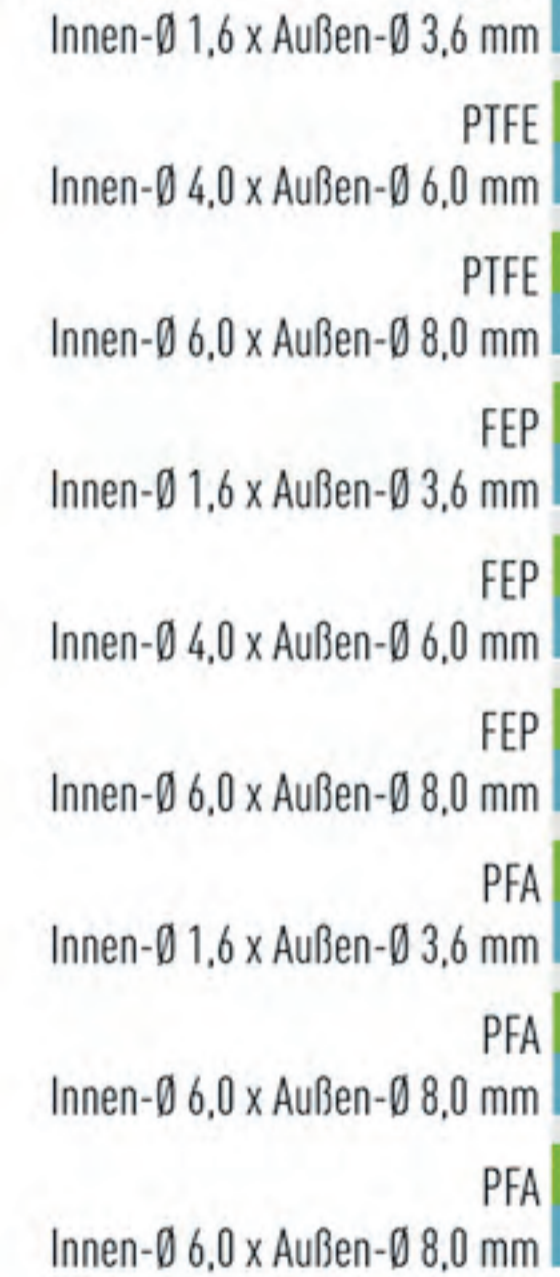 Innen-Ø 1,6 x Außen-Ø 3,6 mm
PTFE
Innen-Ø 4,0 x Außen-Ø 6,0 mm
PTFE
Innen-Ø 6,0 x Außen-Ø 8,0 mm
FEP
Innen-Ø 1,6 x Außen-Ø 3,6 mm
FEP
Innen-Ø 4,0 x Außen-Ø 6,0 mm
FEP
Innen-Ø 6,0 x Außen-Ø 8,0 mm
PFA
Innen-Ø 1,6 x Außen-Ø 3,6 mm
PFA
Innen-Ø 6,0 x Außen-Ø 8,0 mm
PFA
Innen-Ø 6,0 x Außen-Ø 8,0 mm